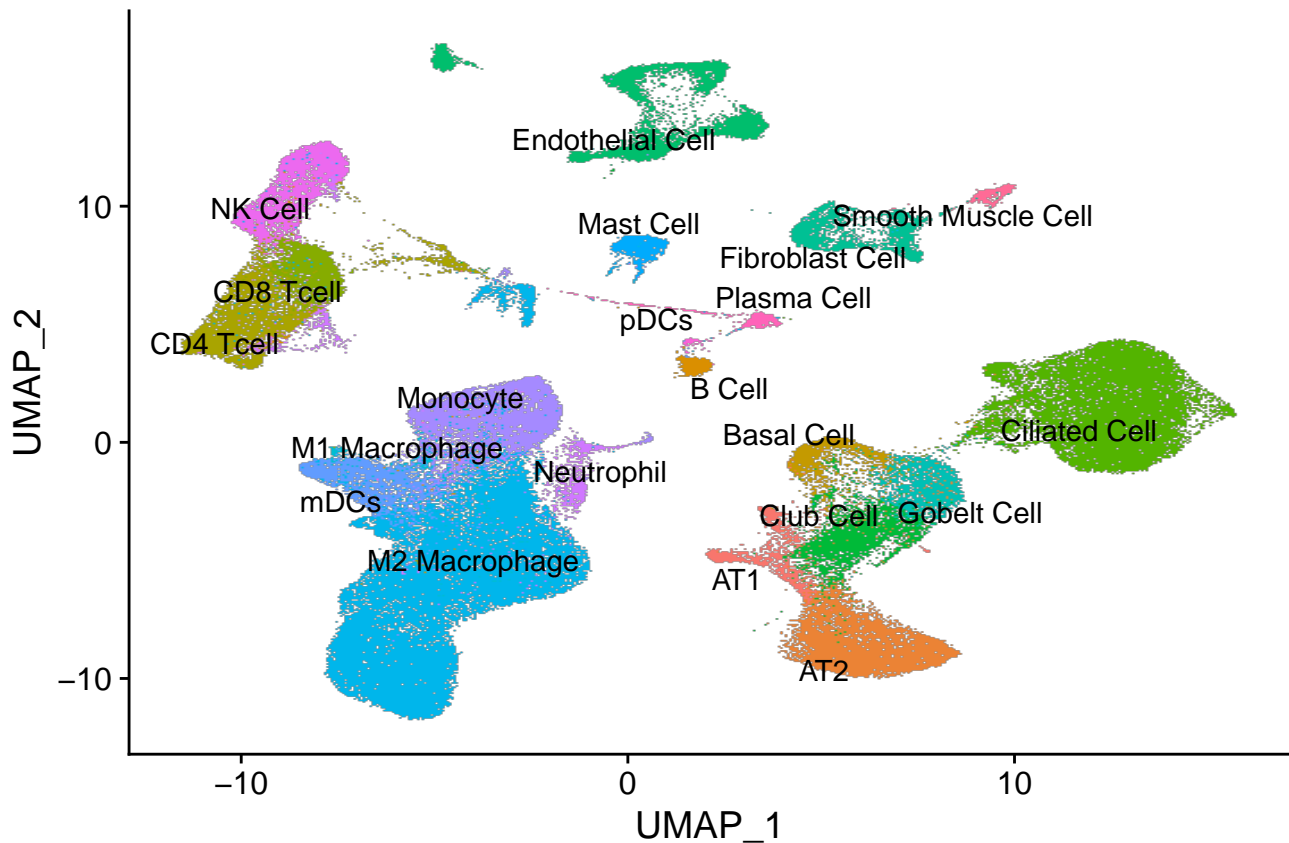 Endothelial Cell
NK Cell
Mast Cell
Smooth Muscle Cell
Fibroblast Cell
CD8 Tcell
Plasma Cell
pDCs
CD4 Tcell
B Cell
Monocyte
Basal Cell
Ciliated Cell
M1 Macrophage
Neutrophil
mDCs
Club Cell
Gobelt Cell
M2 Macrophage
AT1
AT2
10
0
−10
UMAP_2
−10
0
10
UMAP_1